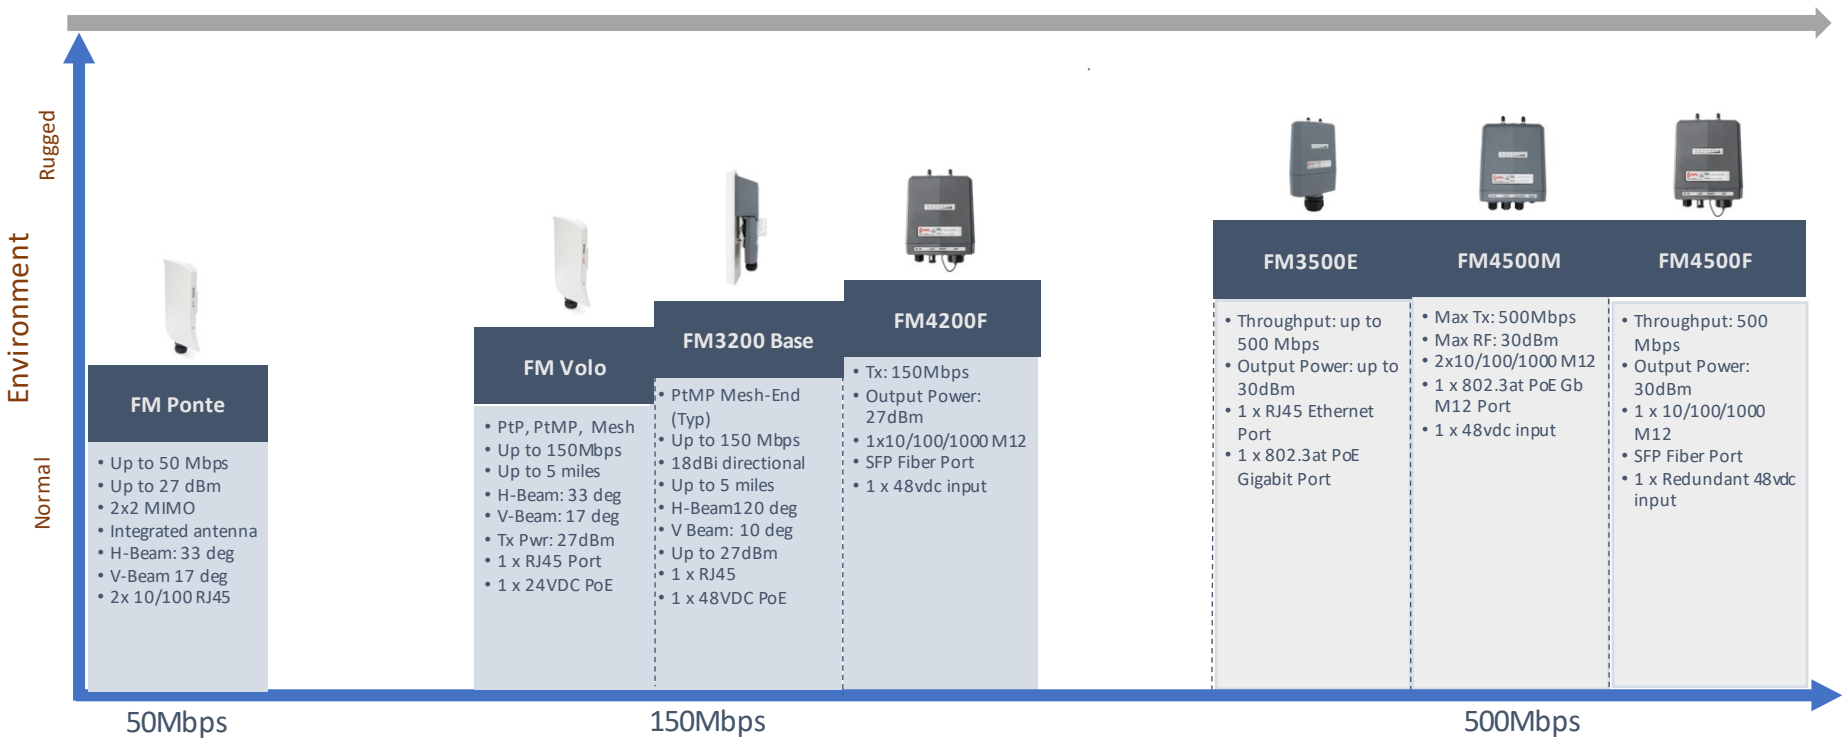 Environment
Rugged
Normal
FM Ponte
• Up to 50 Mbps
• Up to 27 dBm
• 2x2 MIMO
• Integrated antenna
• H-Beam: 33 deg
• V-Beam 17 deg
• 2x 10/100 RJ45
FM Volo
• PtP, PtMP, Mesh
• Up to 150Mbps
• Up to 5 miles
• H-Beam: 33 deg
• V-Beam: 17 deg
• Tx Pwr: 27dBm
• 1 x RJ45 Port
• 1 x 24VDC PoE
FM3200 Base
• PtMP Mesh-End
(Typ)
• Up to 150 Mbps
• 18dBi directional
• Up to 5 miles
• H-Beam120 deg
• V Beam: 10 deg
• Up to 27dBm
• 1 x RJ45
• 1 x 48VDC PoE
FM4200F
• Tx: 150Mbps
• Output Power:
27dBm
• 1x10/100/1000 M12
• SFP Fiber Port
• 1 x 48vdc input
FM3500E
• Throughput: up to
500 Mbps
• Output Power: up to
30dBm
• 1 x RJ45 Ethernet
Port
• 1 x 802.3at PoE
Gigabit Port
FM4500M
• Max Tx: 500Mbps
• Max RF: 30dBm
• 2x10/100/1000 M12
• 1 x 802.3at PoE Gb
M12 Port
• 1 x 48vdc input
FM4500F
• Throughput: 500
Mbps
• Output Power:
30dBm
• 1 x 10/100/1000
M12
• SFP Fiber Port
• 1 x Redundant 48vdc
input
50Mbps
150Mbps
500Mbps